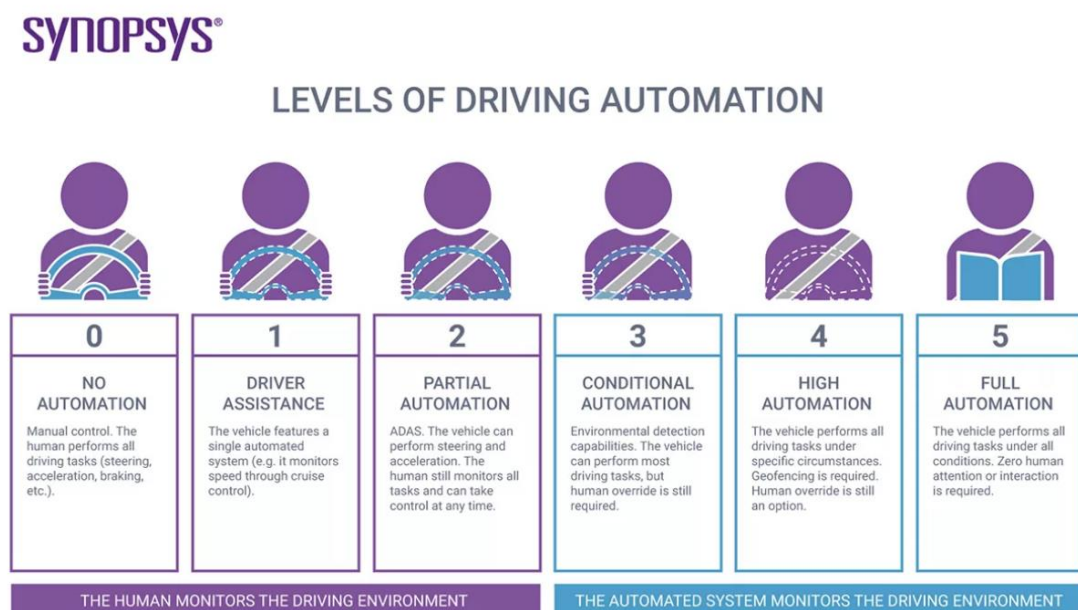 SYNOPSYS®
LEVELS OF DRIVING AUTOMATION
0
NO
AUTOMATION
Manual control. The
human performs all
driving tasks (steering,
acceleration, braking,
etc.).
1
DRIVER
ASSISTANCE
The vehicle features a
single automated
system (e.g. it monitors
speed through cruise
control).
2
PARTIAL
AUTOMATION
ADAS. The vehicle can
perform steering and
acceleration. The
human still monitors all
tasks and can take
control at any time.
3
CONDITIONAL
AUTOMATION
Environmental detection
capabilities. The vehicle
can perform most
driving tasks, but
human override is still
required.
4
HIGH
AUTOMATION
The vehicle performs all
driving tasks under
specific circumstances.
Geofencing is required.
Human override is still
an option.
5
FULL
AUTOMATION
The vehicle performs all
driving tasks under all
conditions. Zero human
attention or interaction
is required.
THE HUMAN MONITORS THE DRIVING ENVIRONMENT
THE AUTOMATED SYSTEM MONITORS THE DRIVING ENVIRONMENT